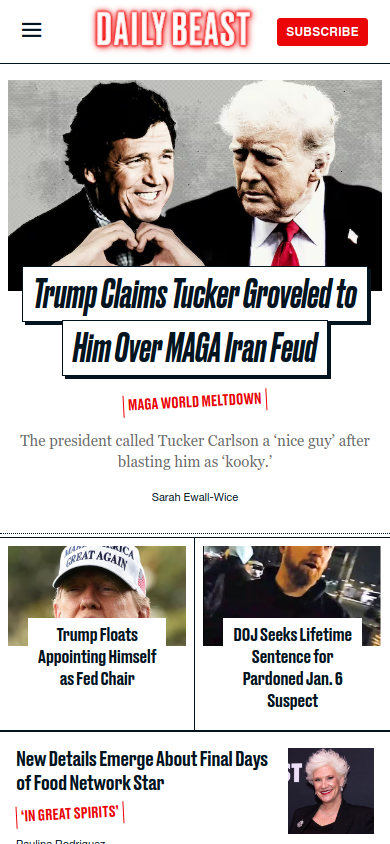 DAILY BEAST
SUBSCRIBE
Trump Claims Tucker Groveled to
Him Over MAGA Iran Feud
MAGA WORLD MELTDOWN
The president called Tucker Carlson a ‘nice guy’ after
blasting him as ‘kooky.’
Sarah Ewall-Wice
MAKE AMERICA
GREAT AGAIN
Trump Floats
Appointing Himself
as Fed Chair
DOJ Seeks Lifetime
Sentence for
Pardoned Jan. 6
Suspect
New Details Emerge About Final Days
of Food Network Star
‘IN GREAT SPIRITS’
ST
Paulina Rodriguez